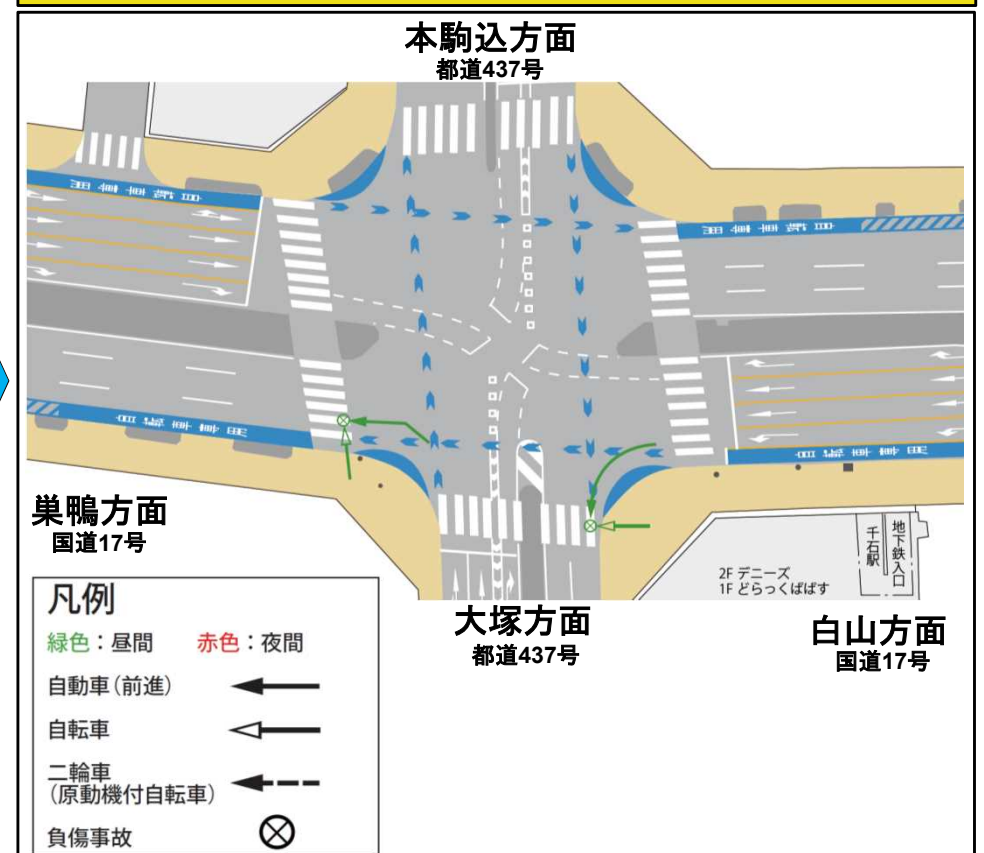 本駒込方面
都道437号
巣鴨方面
国道17号
千石駅
地下鉄入口
2F デニーズ
1F どらっくぱぱす
大塚方面
都道437号
白山方面
国道17号
凡例
緑色：昼間 赤色：夜間
自動車（前進）
自転車
二輪車
（原動機付自転車）
負傷事故